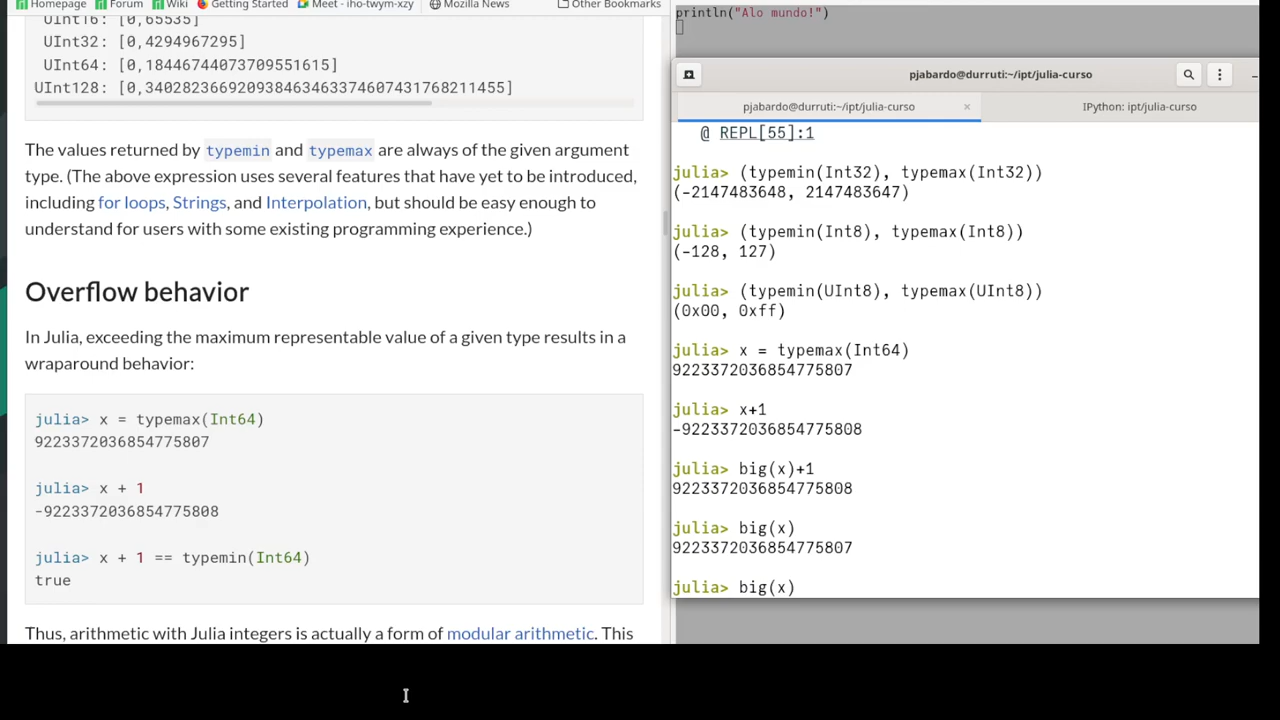 Homepage Forum Wiki Getting Started Meet - iho-twym-xzy Mozilla News Other Bookmarks
UInt16: [0,65535]
UInt32: [0,4294967295]
UInt64: [0,18446744073709551615]
UInt128: [0,340282366920938463463374607431768211455]
The values returned by typemin and typemax are always of the given argument
type. (The above expression uses several features that have yet to be introduced,
including for loops, Strings, and Interpolation, but should be easy enough to
understand for users with some existing programming experience.)
Overflow behavior
In Julia, exceeding the maximum representable value of a given type results in a
wraparound behavior:
julia> x = typemax(Int64)
9223372036854775807
julia> x + 1
-9223372036854775808
julia> x + 1 == typemin(Int64)
true
Thus, arithmetic with Julia integers is actually a form of modular arithmetic. This
println("Alo mundo!")
pjabardo@durruti:~/ipt/julia-curso
pjabardo@durruti:~/ipt/julia-curso × IPython: ipt/julia-curso
@ REPL[55]:1
julia> (typemin(Int32), typemax(Int32))
(-2147483648, 2147483647)
julia> (typemin(Int8), typemax(Int8))
(-128, 127)
julia> (typemin(UInt8), typemax(UInt8))
(0x00, 0xff)
julia> x = typemax(Int64)
9223372036854775807
julia> x+1
-9223372036854775808
julia> big(x)+1
9223372036854775808
julia> big(x)
9223372036854775807
julia> big(x)